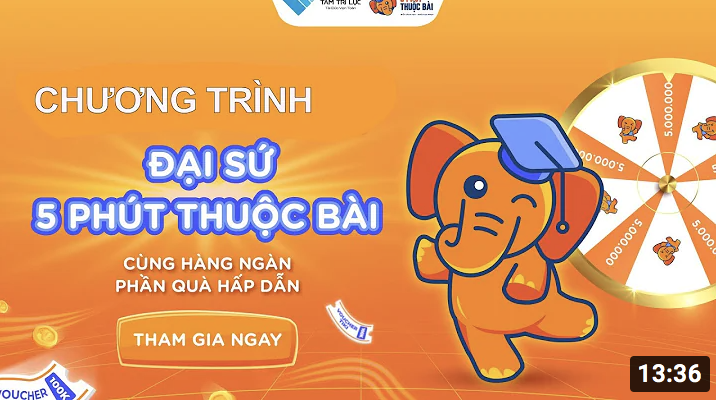 TÂM TRÍ LỰC
THUỘC BÀI
CHƯƠNG TRÌNH
ĐẠI SỨ
5 PHÚT THUỘC BÀI
CÙNG HÀNG NGÀN
PHẦN QUÀ HẤP DẪN
THAM GIA NGAY
VOUCHER 100K
5.000.000
5.000.000
5.000.000
5.000.000
13:36